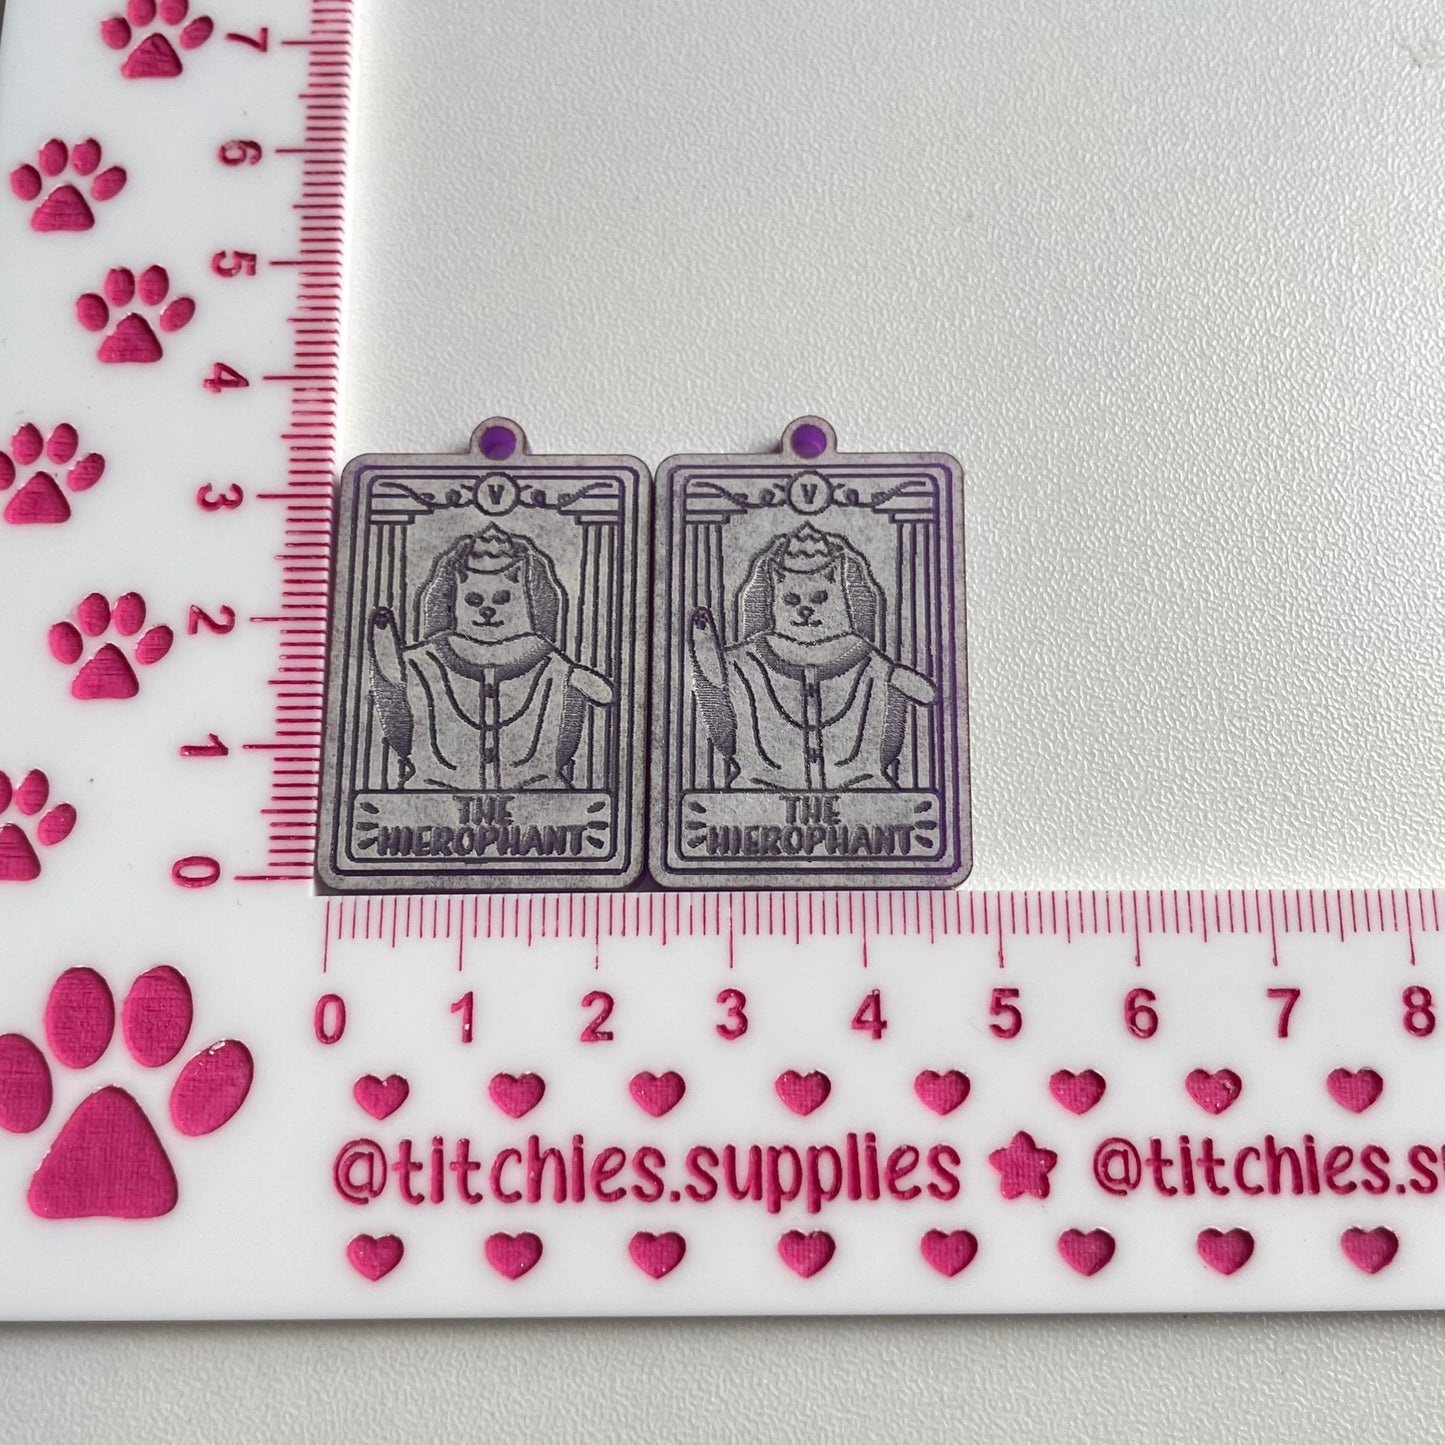 7
6
5
4
3
2
1
0
V
THE
HIEROPHANT
V
THE
HIEROPHANT
0 1 2 3 4 5 6 7 8
@titchies.supplies ★ @titchies.s